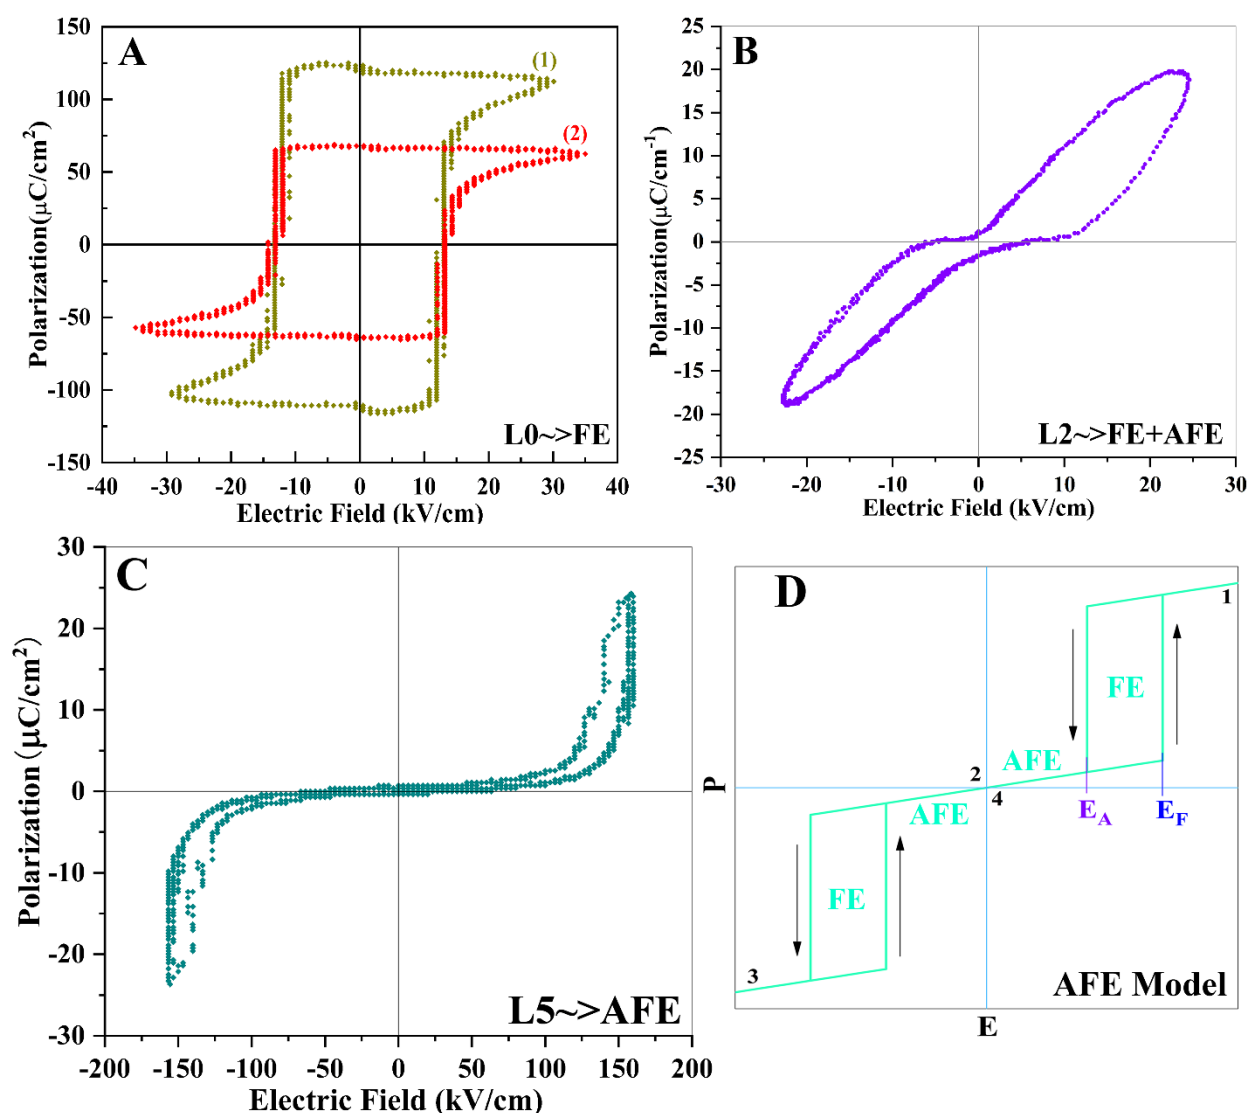 A
(1)
(2)
L0~>FE
150
100
50
0
-50
-100
-150
-40 -30 -20 -10 0 10 20 30 40
Polarization(μC/cm²)
Electric Field (kV/cm)
B
L2~>FE+AFE
25
20
15
10
5
0
-5
-10
-15
-20
-25
-30 -20 -10 0 10 20 30
Polarization(μC/cm⁻¹)
Electric Field (kV/cm)
C
L5~>AFE
30
20
10
0
-10
-20
-30
-200 -150 -100 -50 0 50 100 150 200
Polarization(μC/cm²)
Electric Field (kV/cm)
D
1
FE
AFE
2
4
E_A E_F
P
AFE
FE
3
AFE Model
E